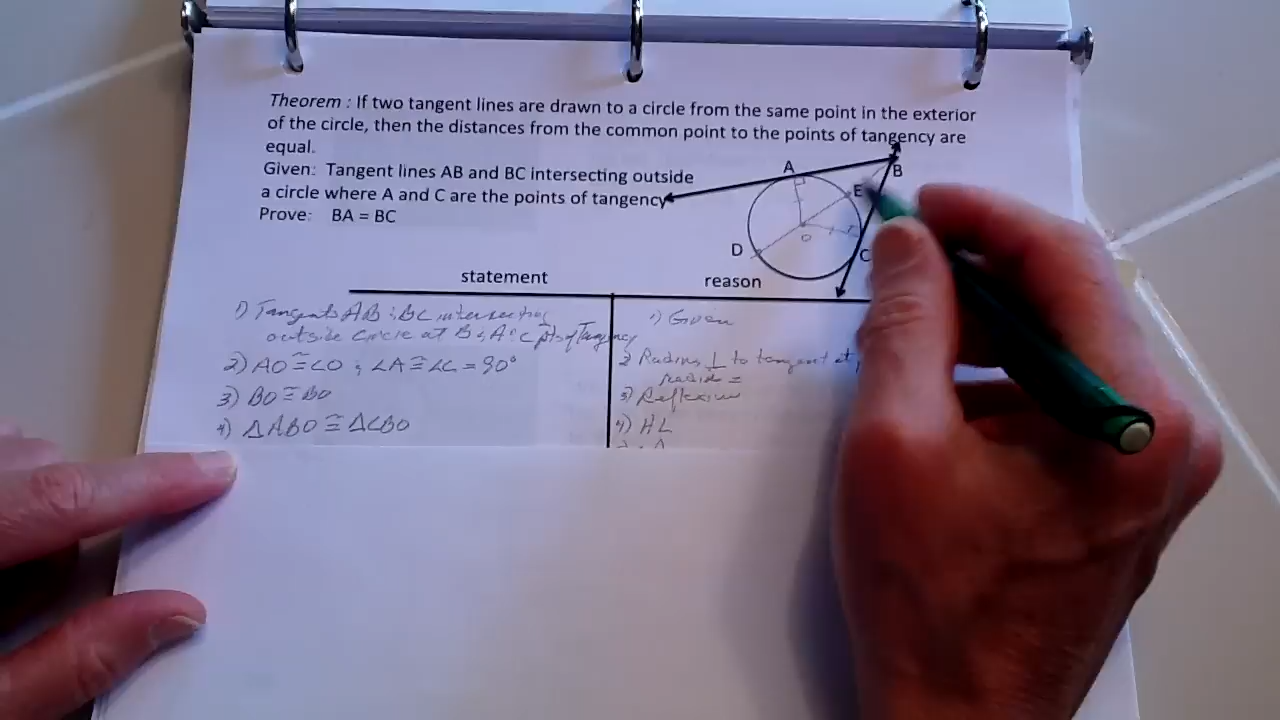 Theorem : If two tangent lines are drawn to a circle from the same point in the exterior
of the circle, then the distances from the common point to the points of tangency are
equal.
Given: Tangent lines AB and BC intersecting outside
a circle where A and C are the points of tangency
Prove: BA = BC
A
B
E
O
D
C
statement
reason
1) Tangents AB & BC intersecting
outside circle at B & A & C pts of Tangency
2) AO ≅ CO ; ∠A ≅ ∠C = 90°
3) BO ≅ BO
4) △ABO ≅ △CBO
1) Given
2 Radius ⊥ to tangent at
radii =
3) Reflexive
4) HL